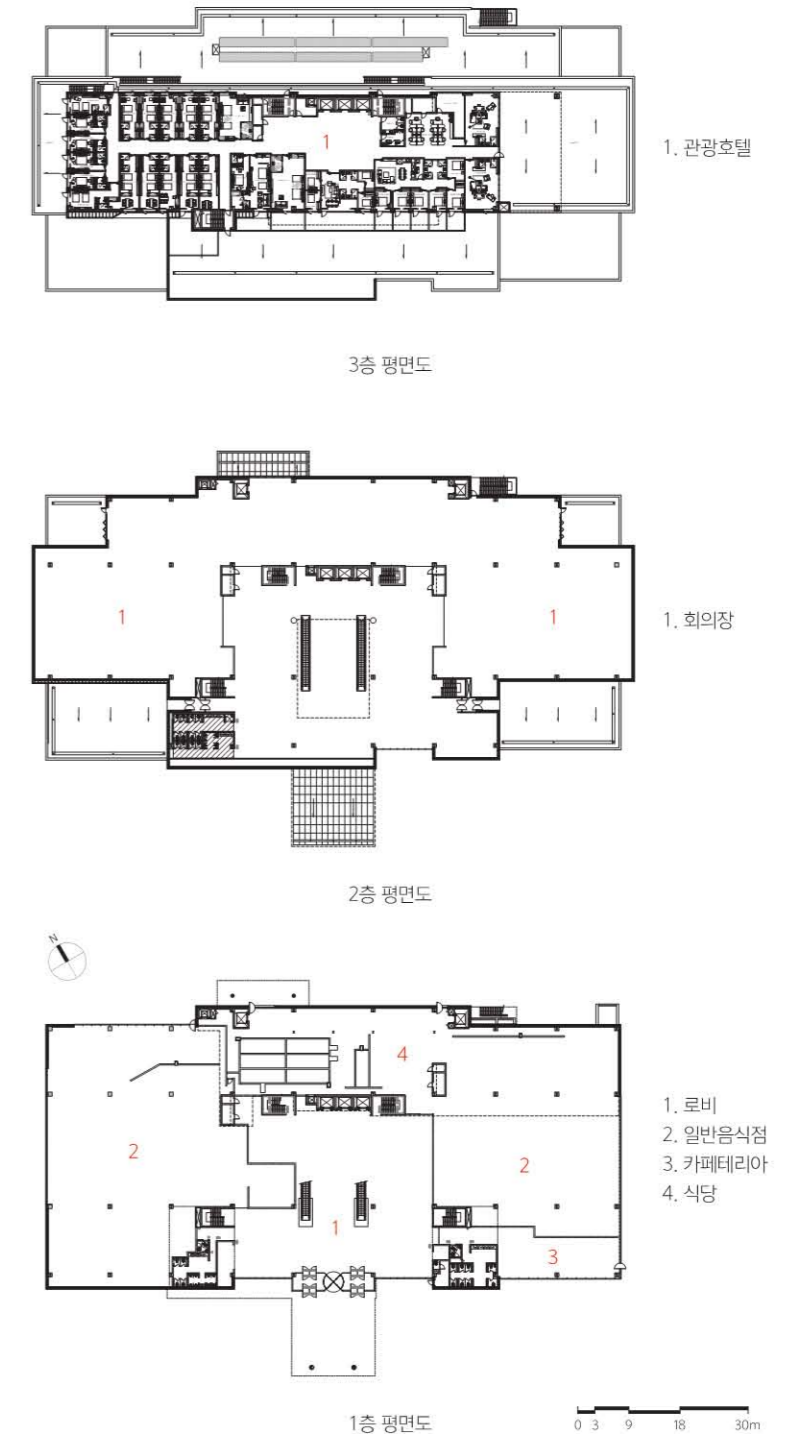 1
1. 관광호텔
3층 평면도
1
1
1. 회의장
2층 평면도
N
4
2
2
1
3
1. 로비
2. 일반음식점
3. 카페테리아
4. 식당
1층 평면도
0 3 9 18 30m